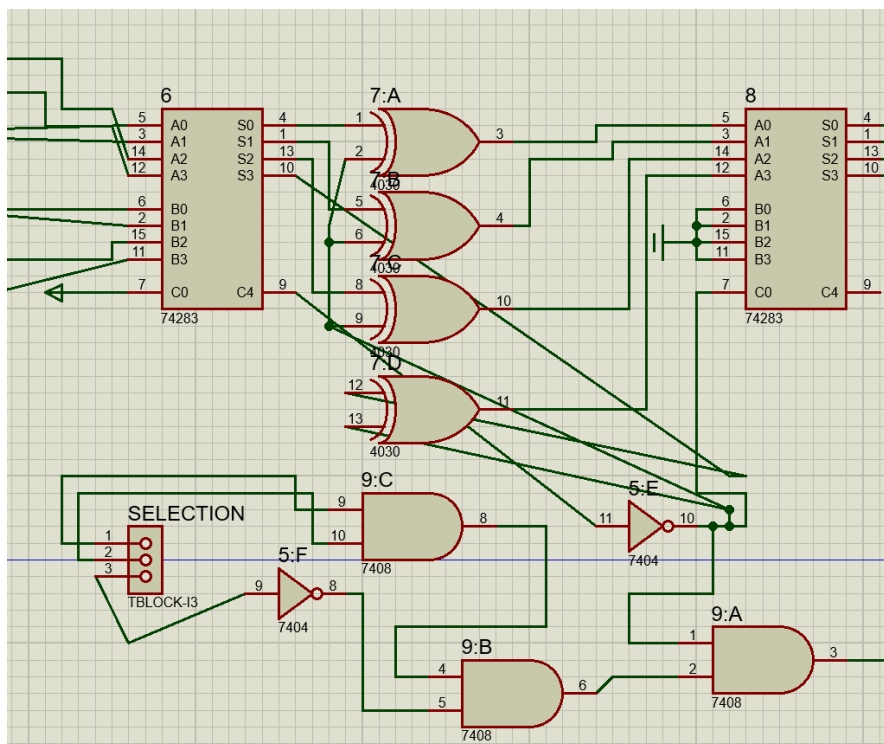 6
5 A0 S0 4
3 A1 S1 1
14 A2 S2 13
12 A3 S3 10
6 B0
2 B1
15 B2
11 B3
7 C0 C4 9
74283
7:A
1
2
3
4030
7:B
5
6
4
4030
7:C
8
9
10
4030
7:D
12
13
11
4030
8
5 A0 S0 4
3 A1 S1 1
14 A2 S2 13
12 A3 S3 10
6 B0
2 B1
15 B2
11 B3
7 C0 C4 9
74283
SELECTION
1
2
3
TBLOCK-I3
9:C
9
10
8
7408
5:E
11
10
7404
5:F
9
8
7404
9:B
4
5
6
7408
9:A
1
2
3
7408